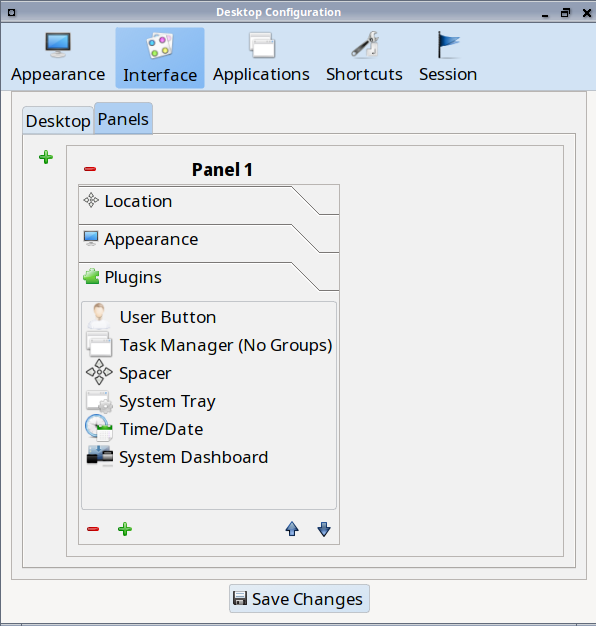 Desktop Configuration
Appearance Interface Applications Shortcuts Session
Desktop Panels
Panel 1
Location
Appearance
Plugins
User Button
Task Manager (No Groups)
Spacer
System Tray
Time/Date
System Dashboard
Save Changes